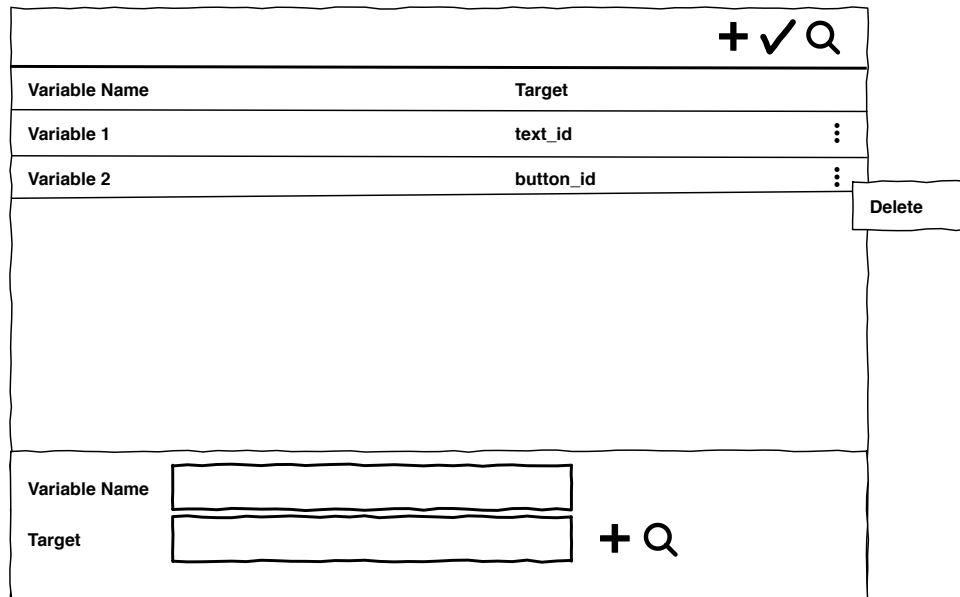 Variable Name Target
Variable 1 text_id
Variable 2 button_id
Delete
Variable Name
Target